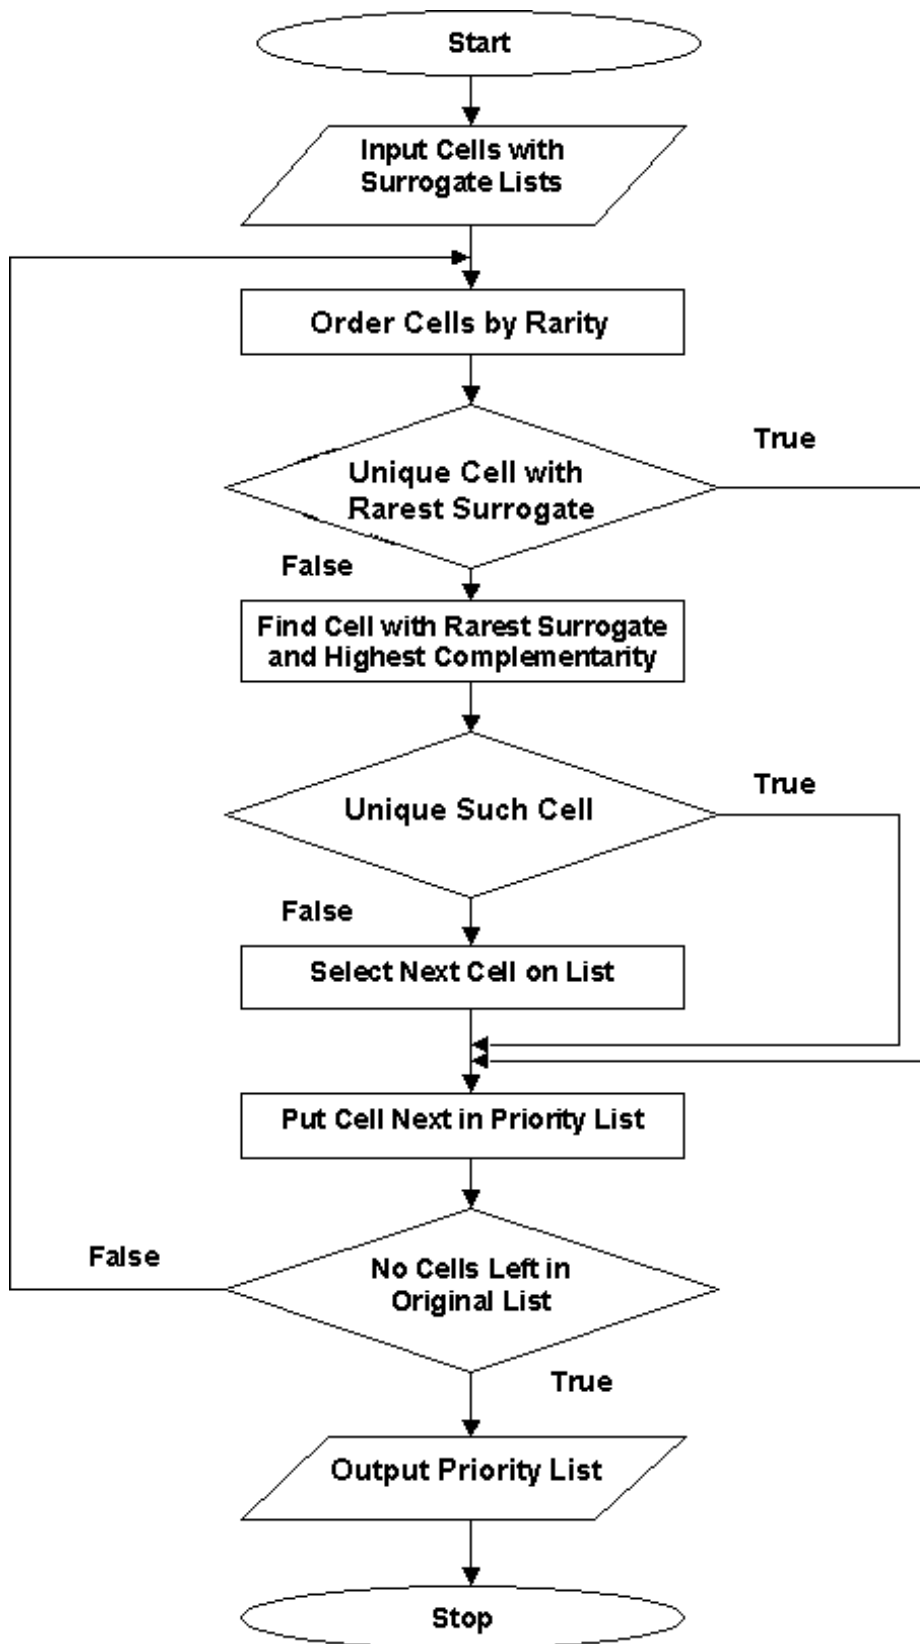 Start
Input Cells with
Surrogate Lists
Order Cells by Rarity
True
Unique Cell with
Rarest Surrogate
False
Find Cell with Rarest Surrogate
and Highest Complementarity
True
Unique Such Cell
False
Select Next Cell on List
Put Cell Next in Priority List
False
No Cells Left in
Original List
True
Output Priority List
Stop